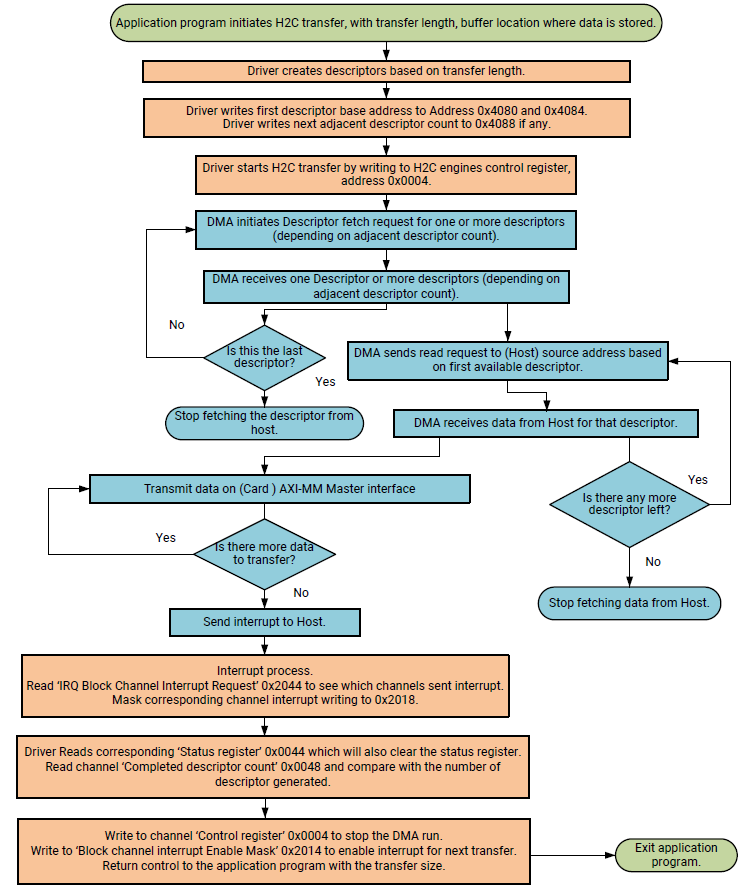 Application program initiates H2C transfer, with transfer length, buffer location where data is stored.
Driver creates descriptors based on transfer length.
Driver writes first descriptor base address to Address 0x4080 and 0x4084.
Driver writes next adjacent descriptor count to 0x4088 if any.
Driver starts H2C transfer by writing to H2C engines control register,
address 0x0004.
DMA initiates Descriptor fetch request for one or more descriptors
(depending on adjacent descriptor count).
DMA receives one Descriptor or more descriptors (depending on
adjacent descriptor count).
No
Is this the last
descriptor?
Yes
DMA sends read request to (Host) source address based
on first available descriptor.
Stop fetching the descriptor from
host.
DMA receives data from Host for that descriptor.
Transmit data on (Card ) AXI-MM Master interface
Yes
Is there any more
descriptor left?
Yes
Is there more data
to transfer?
No
No
Stop fetching data from Host.
Send interrupt to Host.
Interrupt process.
Read ‘IRQ Block Channel Interrupt Request’ 0x2044 to see which channels sent interrupt.
Mask corresponding channel interrupt writing to 0x2018.
Driver Reads corresponding ‘Status register’ 0x0044 which will also clear the status register.
Read channel ‘Completed descriptor count’ 0x0048 and compare with the number of
descriptor generated.
Write to channel ‘Control register’ 0x0004 to stop the DMA run.
Write to ‘Block channel interrupt Enable Mask’ 0x2014 to enable interrupt for next transfer.
Return control to the application program with the transfer size.
Exit application
program.